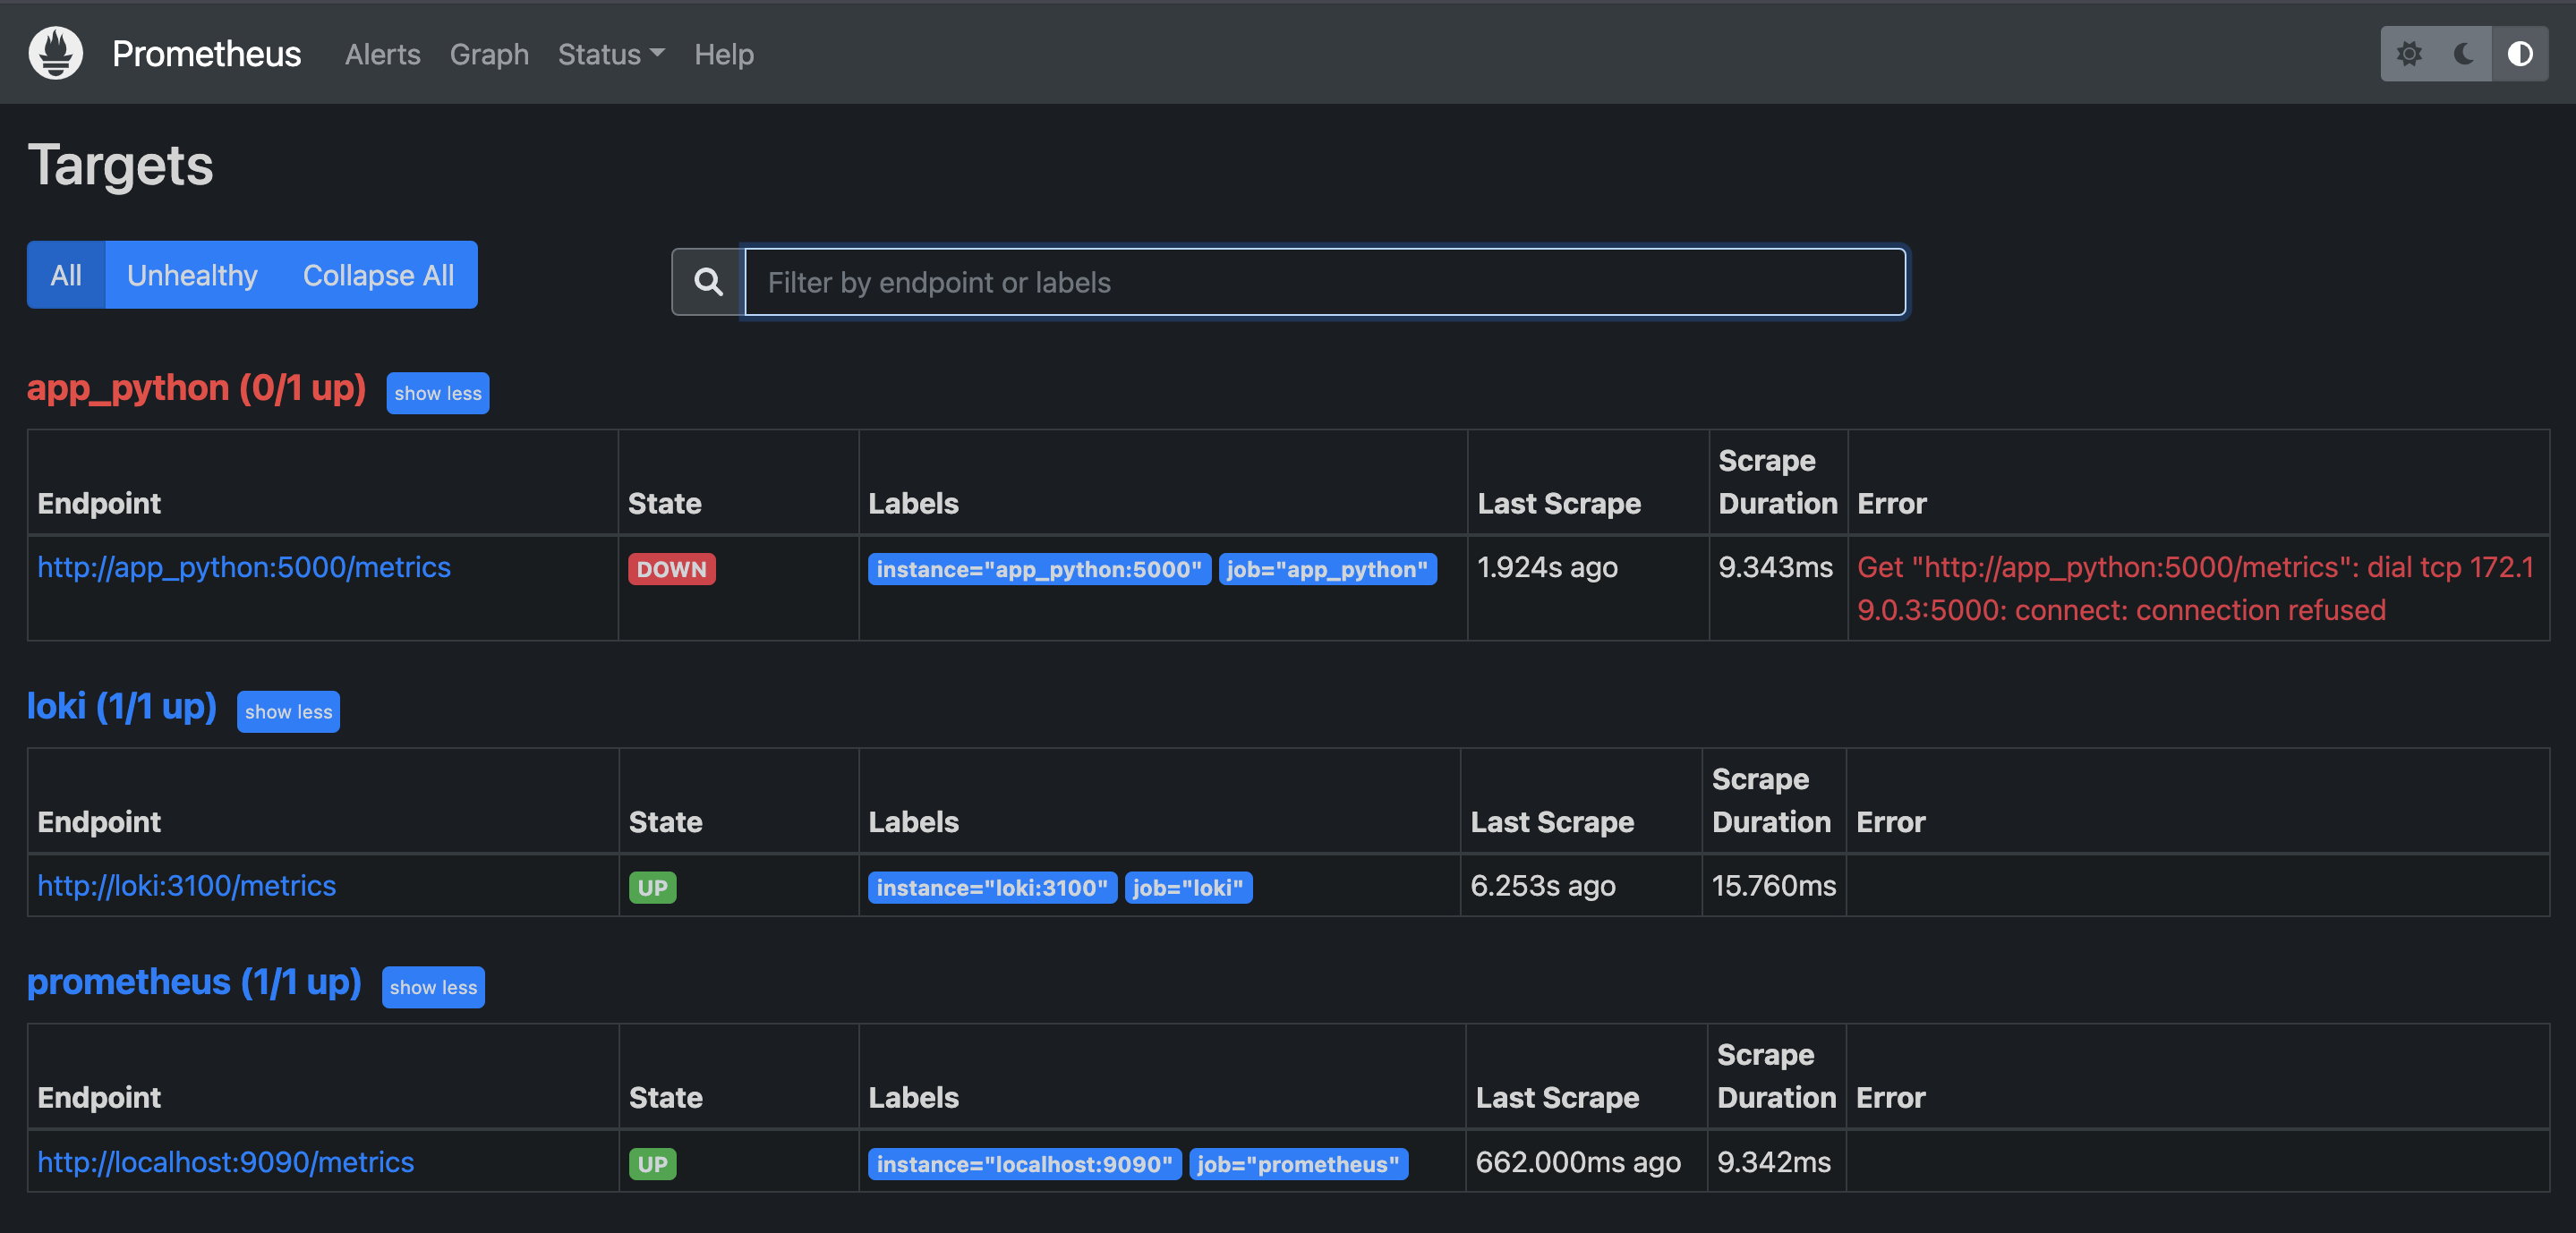 Prometheus Alerts Graph Status Help
Targets
All Unhealthy Collapse All
Filter by endpoint or labels
app_python (0/1 up) show less
Endpoint State Labels Last Scrape Scrape Duration Error
http://app_python:5000/metrics DOWN instance="app_python:5000" job="app_python" 1.924s ago 9.343ms Get "http://app_python:5000/metrics": dial tcp 172.1
9.0.3:5000: connect: connection refused
loki (1/1 up) show less
Endpoint State Labels Last Scrape Scrape Duration Error
http://loki:3100/metrics UP instance="loki:3100" job="loki" 6.253s ago 15.760ms
prometheus (1/1 up) show less
Endpoint State Labels Last Scrape Scrape Duration Error
http://localhost:9090/metrics UP instance="localhost:9090" job="prometheus" 662.000ms ago 9.342ms